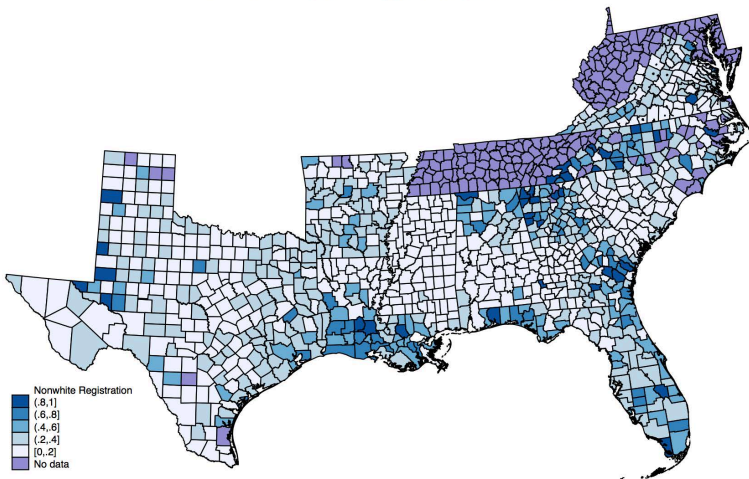 Nonwhite Registration
(.8,1]
(.6,.8]
(.4,.6]
(.2,.4]
[0,.2]
No data